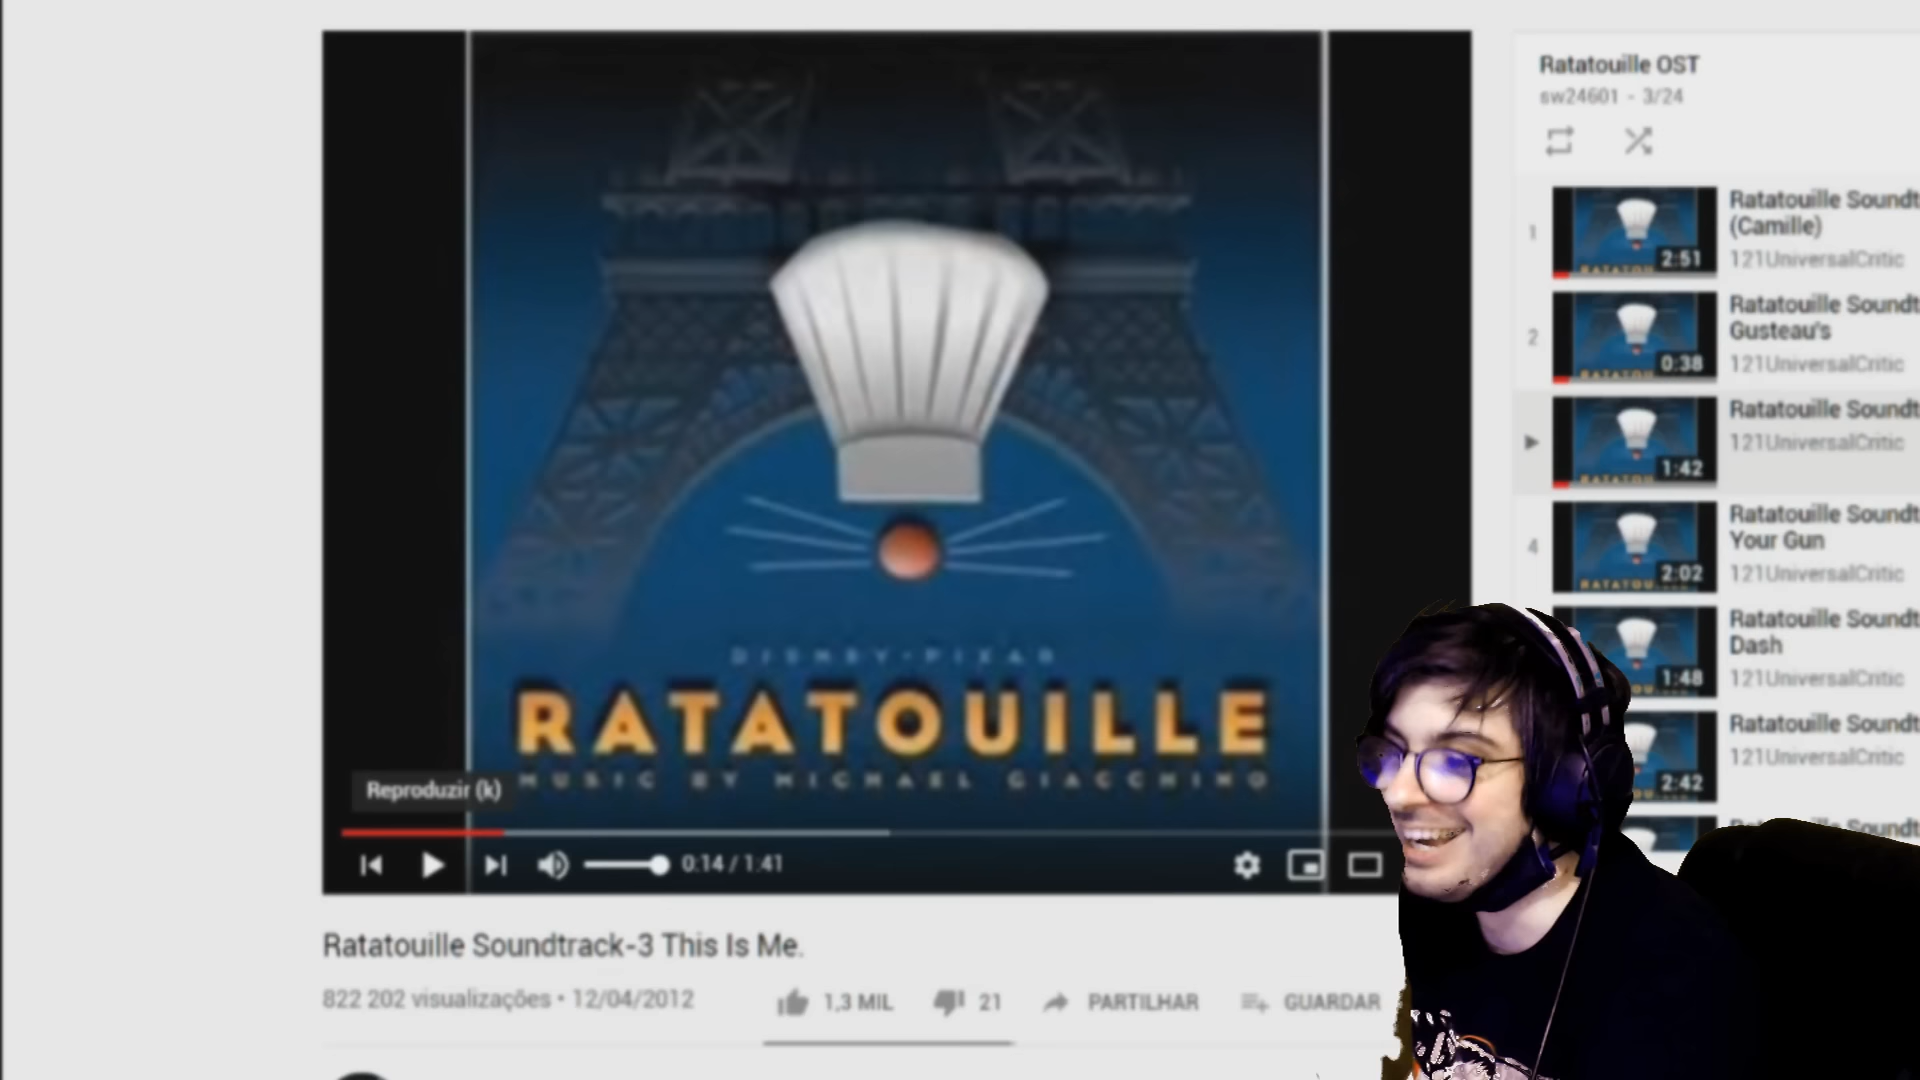 DISNEY·PIXAR
RATATOUILLE
MUSIC BY MICHAEL GIACCHINO
Reproduzir (k)
0:14 / 1:41
Ratatouille Soundtrack-3 This Is Me.
822 202 visualizações • 12/04/2012
1,3 MIL
21
PARTILHAR
GUARDAR
Ratatouille OST
sw24601 - 3/24
1
2:51
Ratatouille Soundt
(Camille)
121UniversalCritic
2
0:38
Ratatouille Soundt
Gusteau's
121UniversalCritic
1:42
Ratatouille Soundt
121UniversalCritic
4
2:02
Ratatouille Soundt
Your Gun
121UniversalCritic
1:48
Ratatouille Soundt
Dash
121UniversalCritic
2:42
Ratatouille Soundt
121UniversalCritic